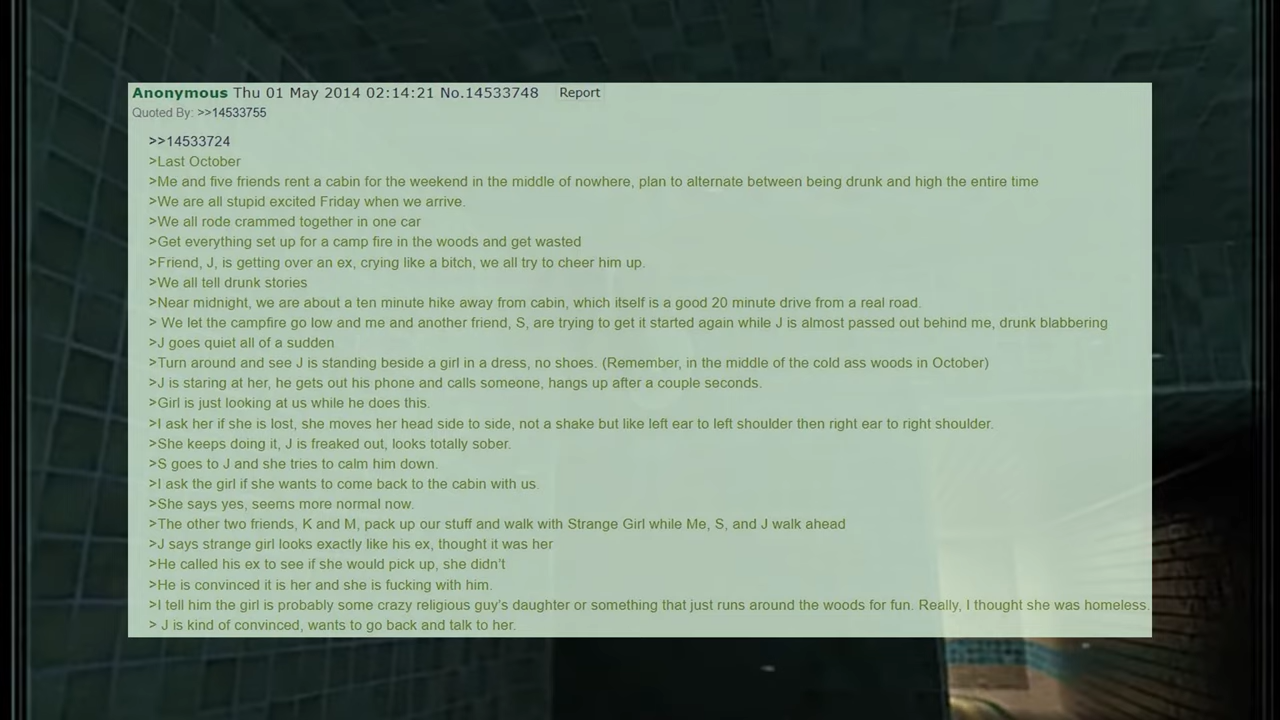 Anonymous Thu 01 May 2014 02:14:21 No.14533748 Report
Quoted By: >>14533755
>>14533724
>Last October
>Me and five friends rent a cabin for the weekend in the middle of nowhere, plan to alternate between being drunk and high the entire time
>We are all stupid excited Friday when we arrive.
>We all rode crammed together in one car
>Get everything set up for a camp fire in the woods and get wasted
>Friend, J, is getting over an ex, crying like a bitch, we all try to cheer him up.
>We all tell drunk stories
>Near midnight, we are about a ten minute hike away from cabin, which itself is a good 20 minute drive from a real road.
> We let the campfire go low and me and another friend, S, are trying to get it started again while J is almost passed out behind me, drunk blabbering
>J goes quiet all of a sudden
>Turn around and see J is standing beside a girl in a dress, no shoes. (Remember, in the middle of the cold ass woods in October)
>J is staring at her, he gets out his phone and calls someone, hangs up after a couple seconds.
>Girl is just looking at us while he does this.
>I ask her if she is lost, she moves her head side to side, not a shake but like left ear to left shoulder then right ear to right shoulder.
>She keeps doing it, J is freaked out, looks totally sober.
>S goes to J and she tries to calm him down.
>I ask the girl if she wants to come back to the cabin with us.
>She says yes, seems more normal now.
>The other two friends, K and M, pack up our stuff and walk with Strange Girl while Me, S, and J walk ahead
>J says strange girl looks exactly like his ex, thought it was her
>He called his ex to see if she would pick up, she didn't
>He is convinced it is her and she is fucking with him.
>I tell him the girl is probably some crazy religious guy's daughter or something that just runs around the woods for fun. Really, I thought she was homeless.
> J is kind of convinced, wants to go back and talk to her.